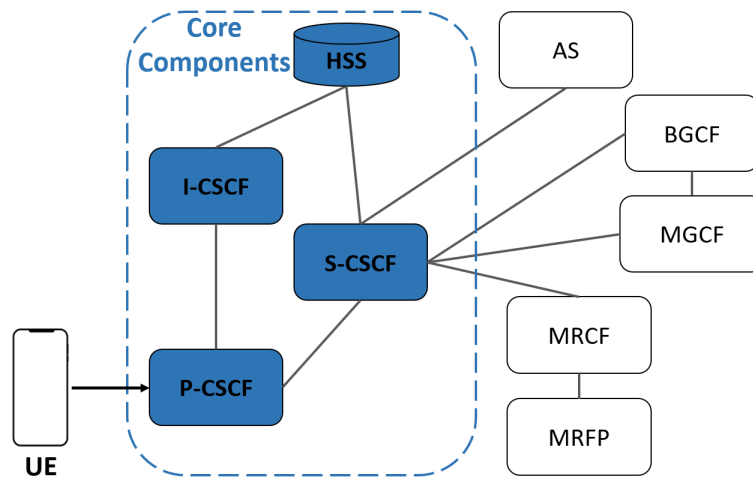 Core
Components
HSS
AS
BGCF
I-CSCF
MGCF
S-CSCF
MRCF
P-CSCF
MRFP
UE